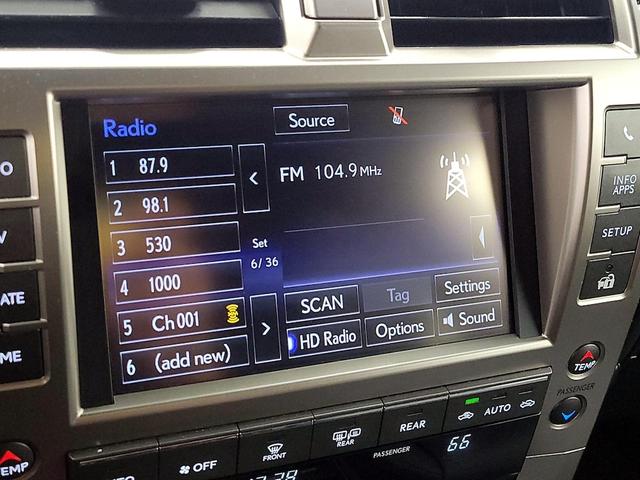 Radio
Source
1 87.9
2 98.1
3 530
4 1000
5 Ch 001
6 (add new)
Set
6/36
FM 104.9 MHz
SCAN
Tag
Settings
HD Radio
Options
Sound
INFO
APPS
SETUP
TEMP
PASSENGER
TEMP
OFF
FRONT
REAR
REAR
AUTO
PASSENGER
66